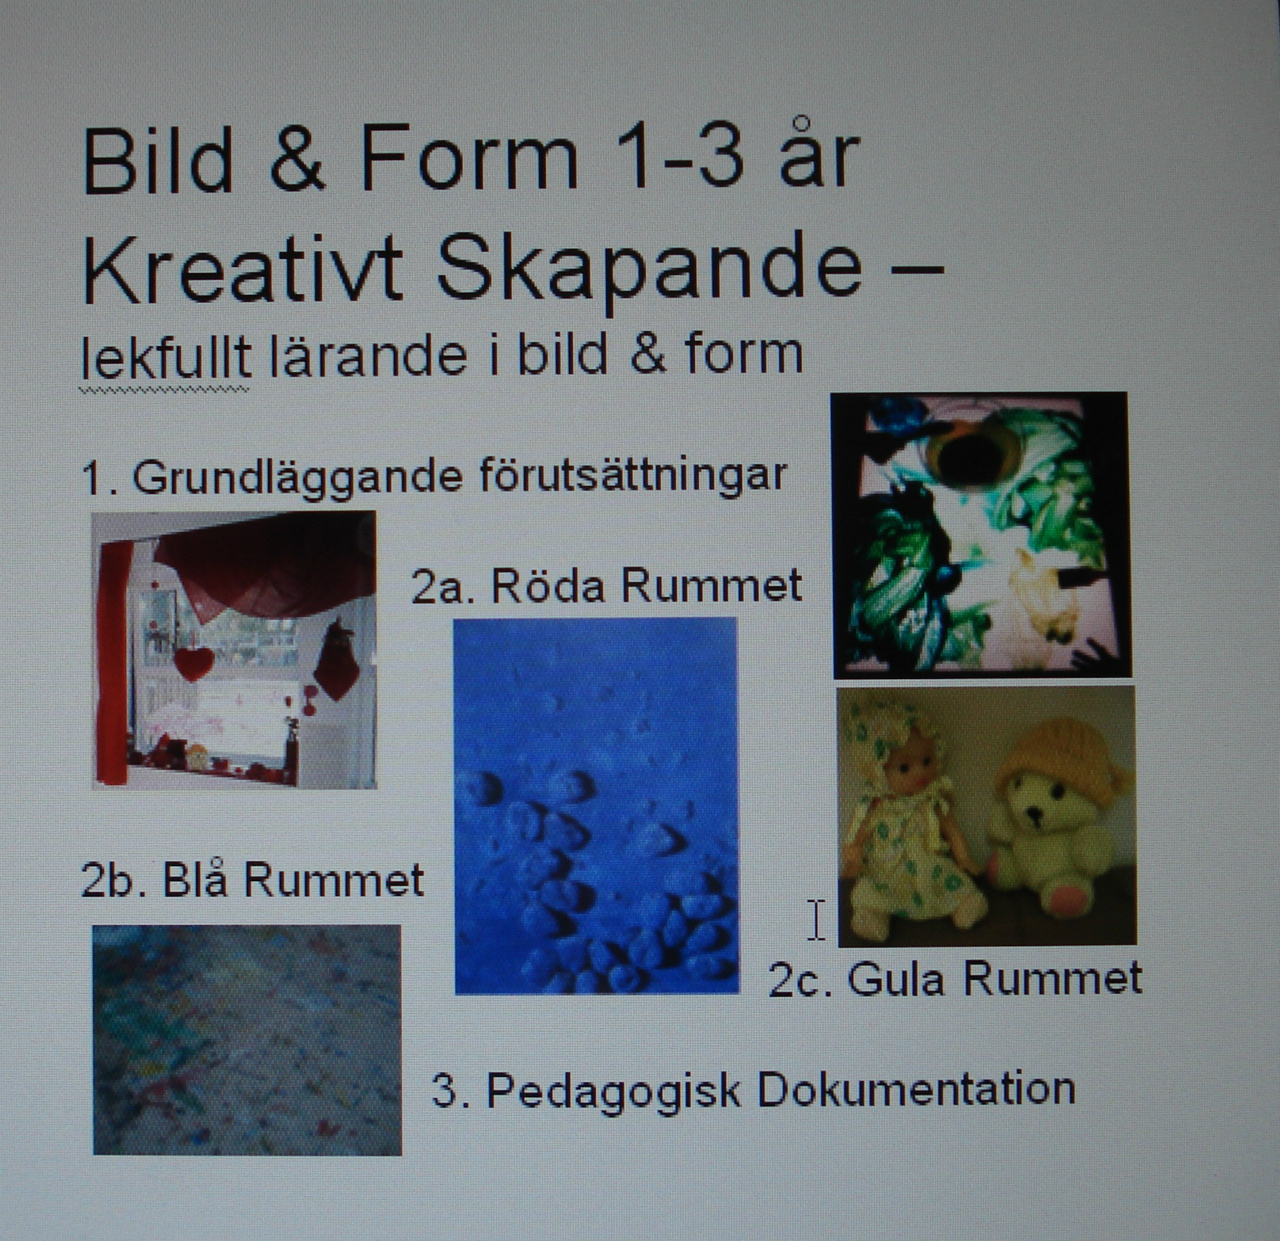 Bild & Form 1-3 år
Kreativt Skapande –
lekfullt lärande i bild & form
1. Grundläggande förutsättningar
2a. Röda Rummet
2b. Blå Rummet
2c. Gula Rummet
3. Pedagogisk Dokumentation